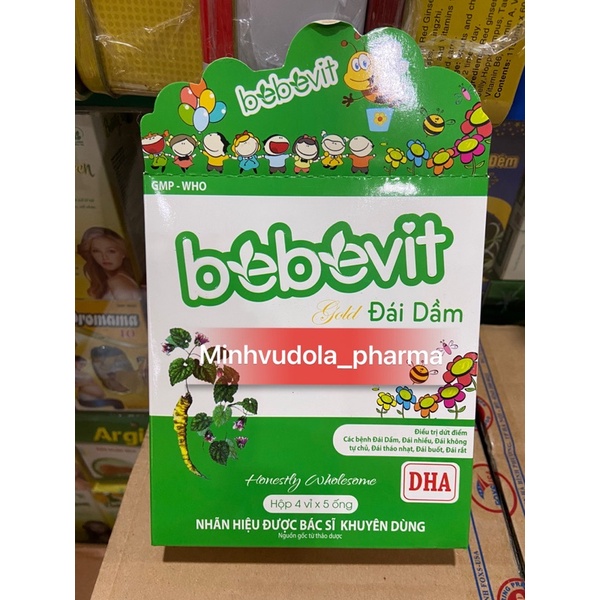 bebevit
GMP - WHO
bebevit
Gold Đái Dầm
Minhvudola_pharma
Điều trị dứt điểm
Các bệnh Đái Dầm, Đái nhiều, Đái không
tự chủ, Đái tháo nhạt, Đái buốt, Đái rắt
Honestly Wholesome
DHA
Hộp 4 vỉ x 5 ống
NHÃN HIỆU ĐƯỢC BÁC SĨ KHUYÊN DÙNG
Nguồn gốc từ thảo dược